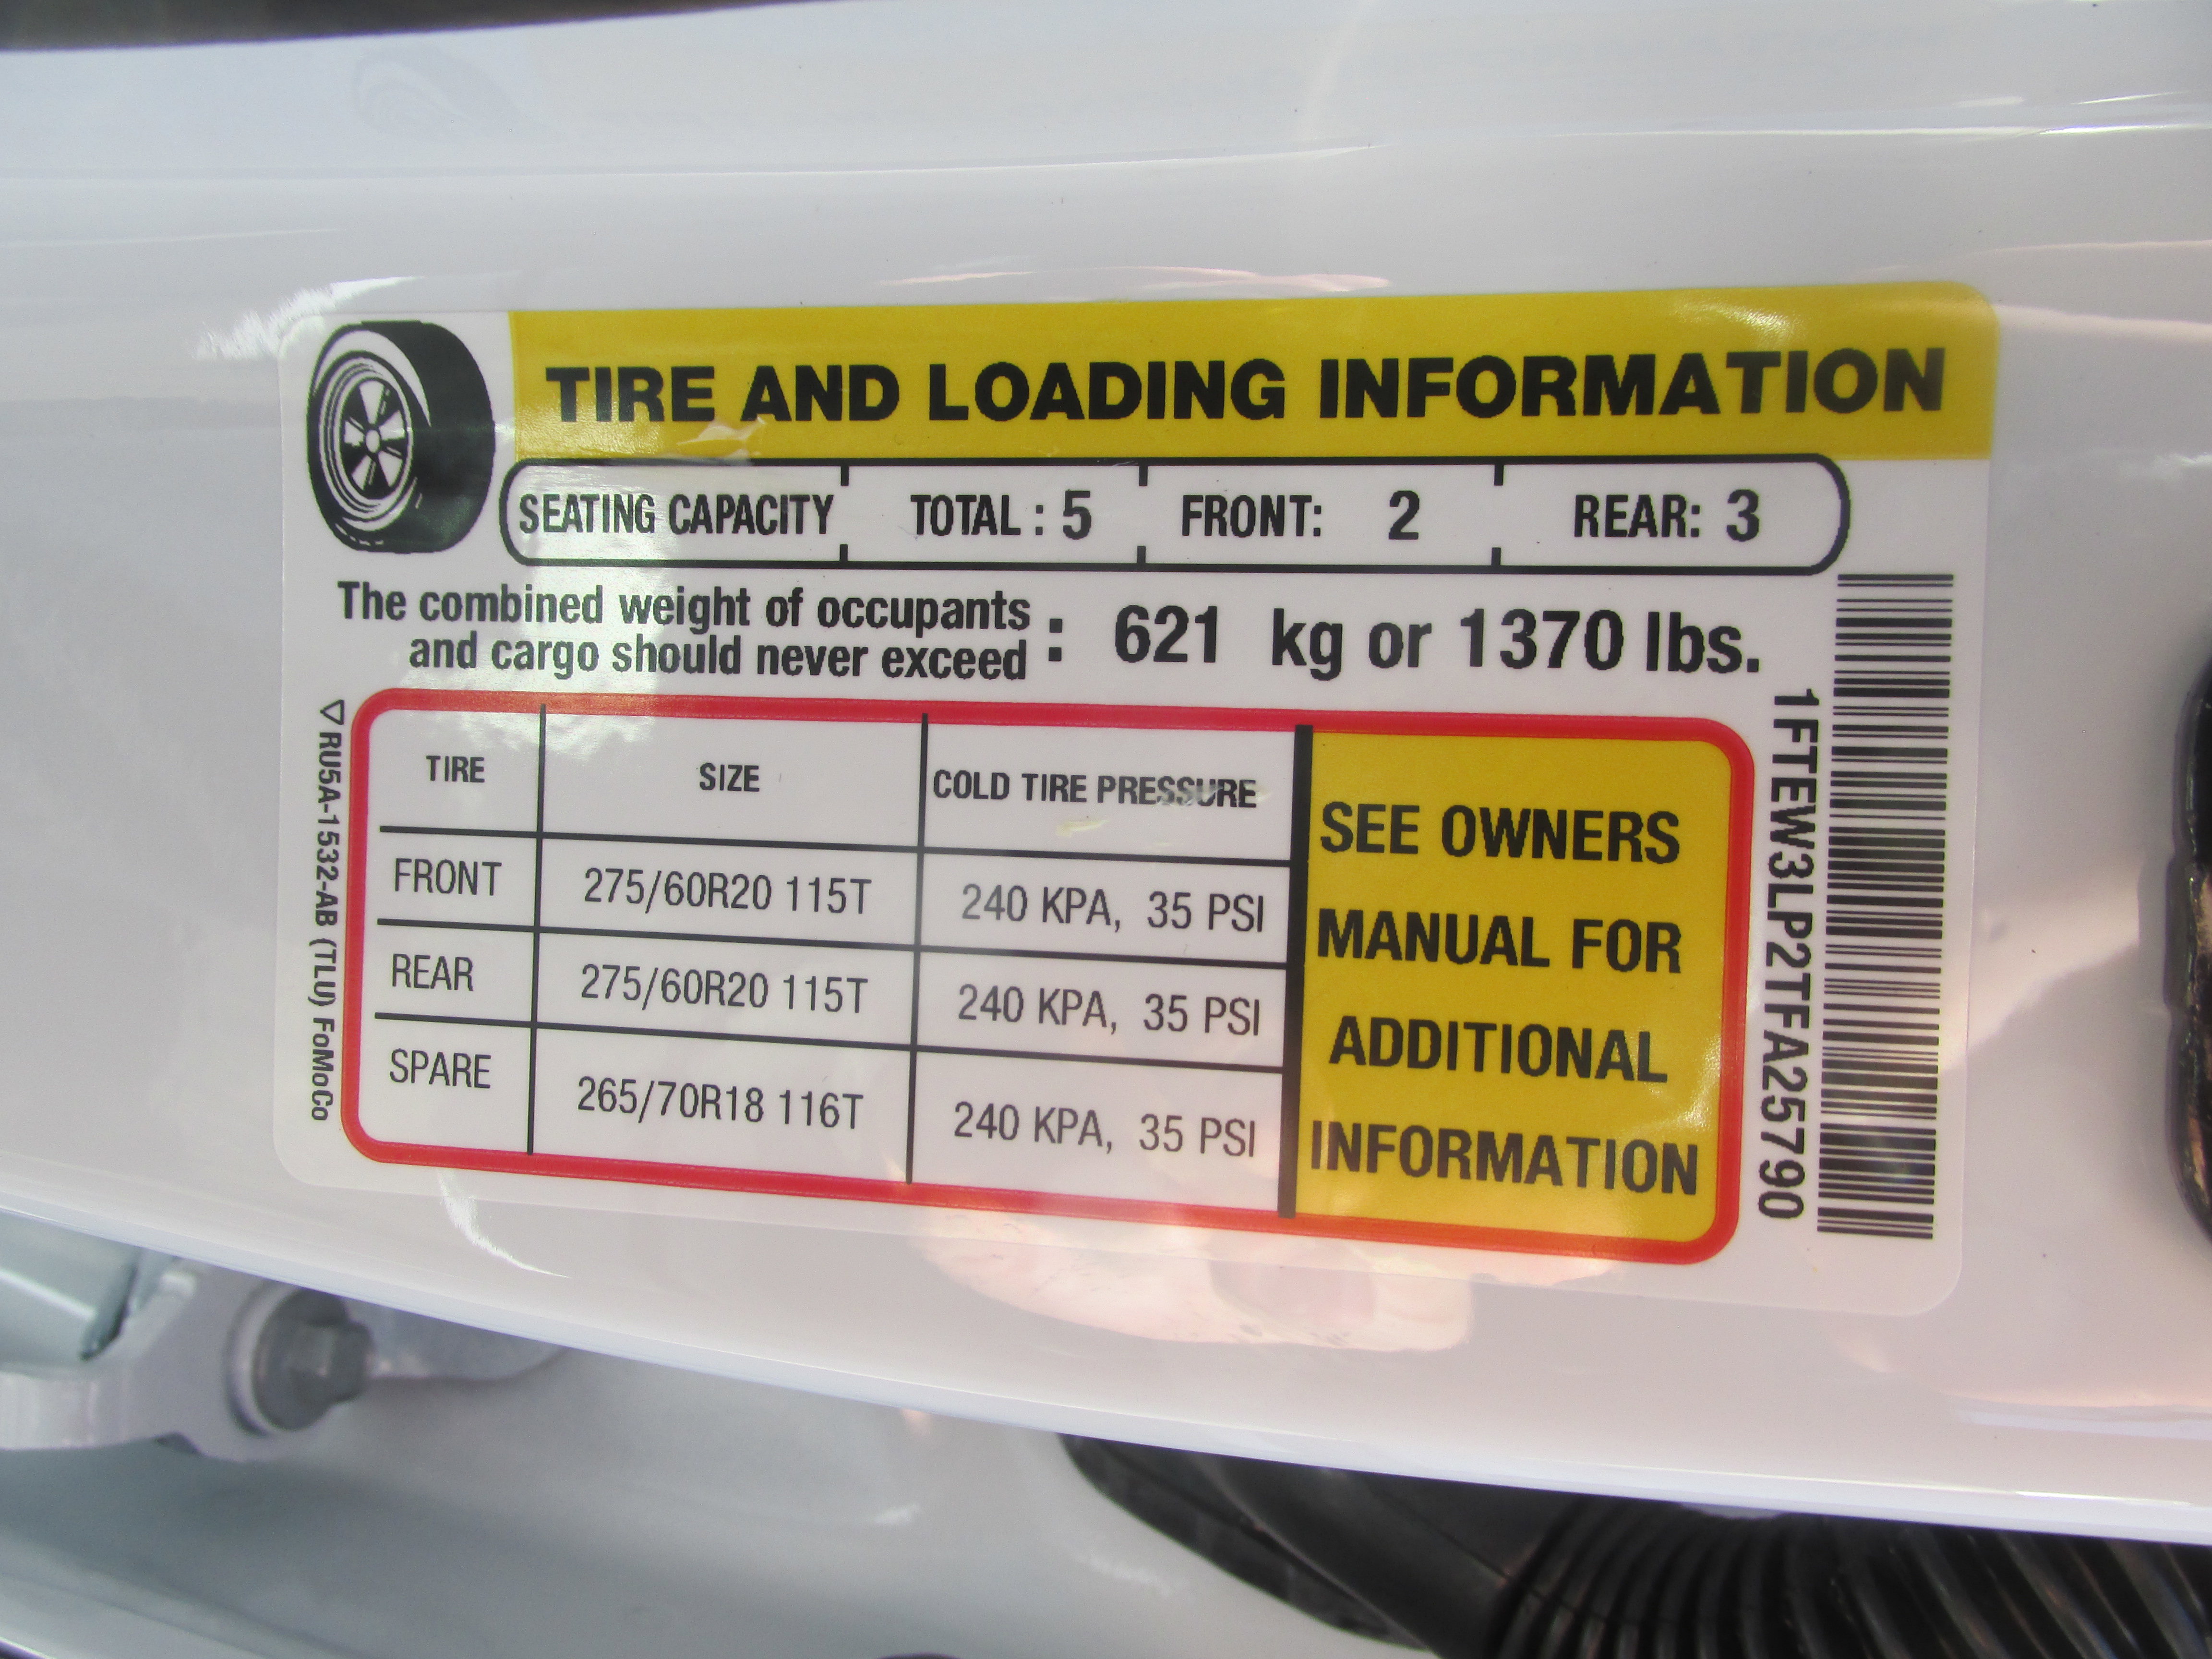 TIRE AND LOADING INFORMATION
SEATING CAPACITY TOTAL : 5 FRONT: 2 REAR: 3
The combined weight of occupants
and cargo should never exceed : 621 kg or 1370 lbs.
TIRE SIZE COLD TIRE PRESSURE
FRONT 275/60R20 115T 240 KPA, 35 PSI
REAR 275/60R20 115T 240 KPA, 35 PSI
SPARE 265/70R18 116T 240 KPA, 35 PSI
SEE OWNERS
MANUAL FOR
ADDITIONAL
INFORMATION
▽RU5A-1532-AB (TLU) FoMoCo
1FTEW3LP2TFA25790